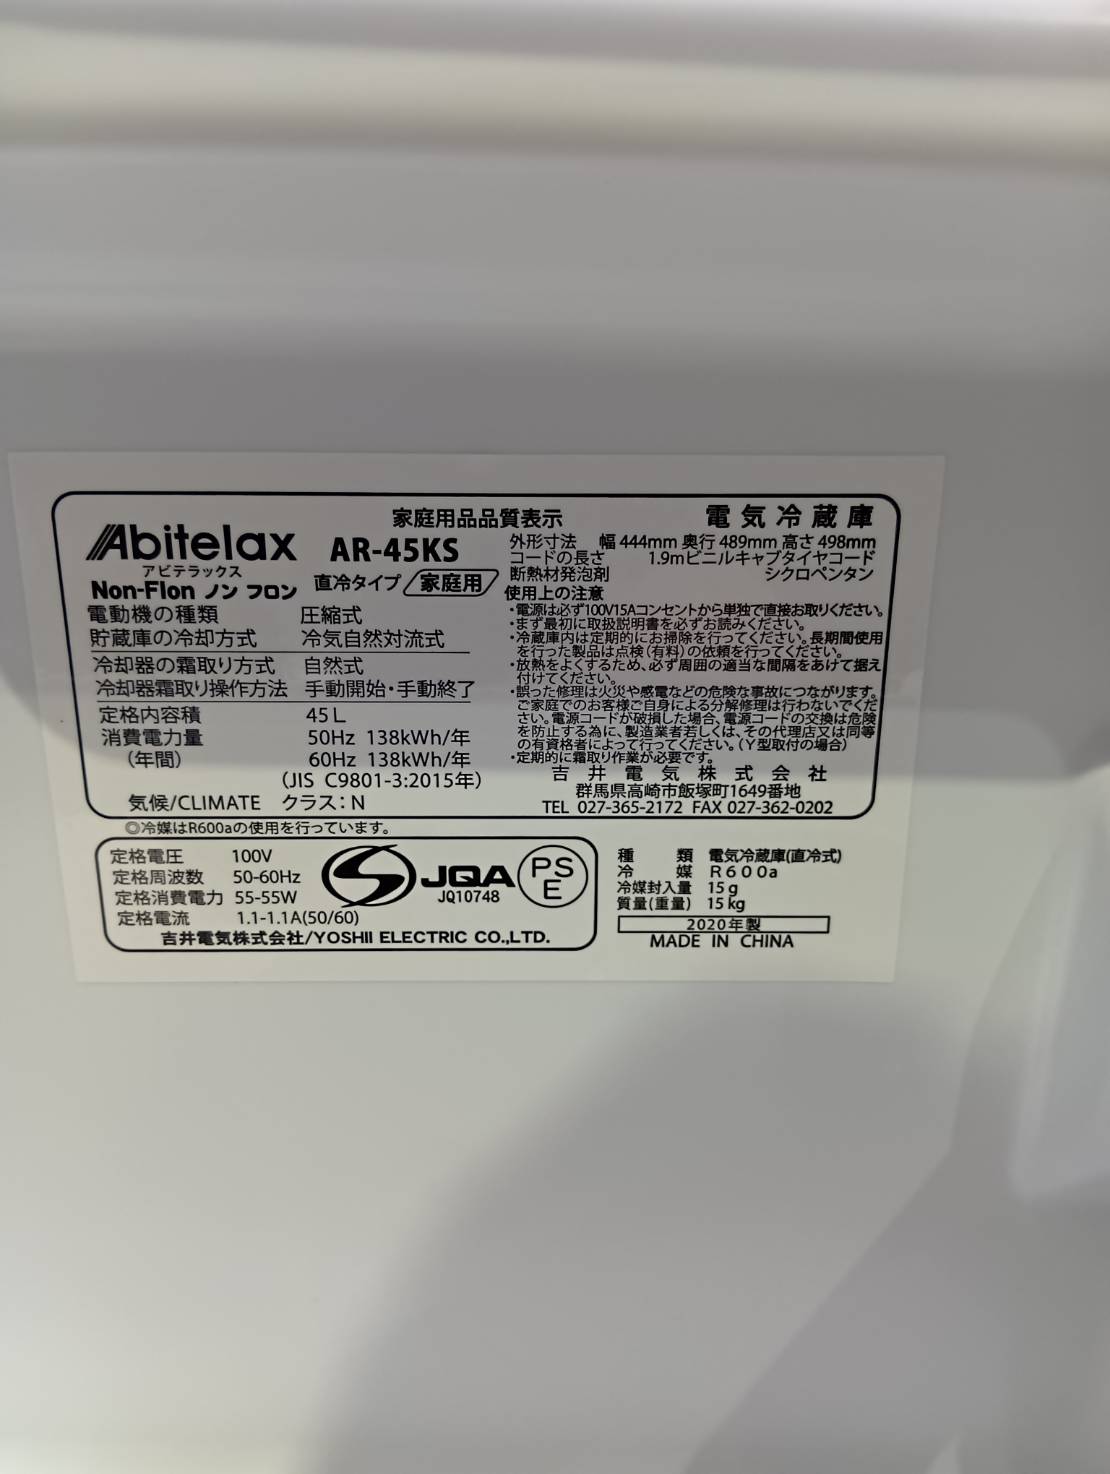 家庭用品品質表示 電気冷蔵庫
Abitelax AR-45KS
アビテラックス
Non-Flon ノン フロン 直冷タイプ 家庭用
電動機の種類 圧縮式
貯蔵庫の冷却方式 冷気自然対流式
冷却器の霜取り方式 自然式
冷却器霜取り操作方法 手動開始・手動終了
定格内容積 45L
消費電力量 50Hz 138kWh/年
(年間) 60Hz 138kWh/年
(JIS C9801-3:2015年)
気候/CLIMATE クラス:N
外形寸法 幅 444mm 奥行 489mm 高さ 498mm
コードの長さ 1.9mビニルキャブタイヤコード
断熱材発泡剤 シクロペンタン
使用上の注意
・電源は必ず100V15Aコンセントから単独で直接お取りください。
・まず最初に取扱説明書を必ずお読みください。
・冷蔵庫内は定期的にお掃除を行ってください。長期間使用
を行った製品は点検(有料)の依頼を行ってください。
・放熱をよくするため、必ず周囲の適当な間隔をあけて据え
付けてください。
・誤った修理は火災や感電などの危険な事故につながります。
ご家庭でのお客様ご自身による分解修理は行わないでくだ
さい。電源コードが破損した場合、電源コードの交換は危険
を防止する為に、製造業者若しくは、その代理店又は同等
の有資格者によって行ってください。(Y型取付の場合)
・定期的に霜取り作業が必要です。
吉井電気株式会社
群馬県高崎市飯塚町1649番地
TEL 027-365-2172 FAX 027-362-0202
◎冷媒はR600aの使用を行っています。
定格電圧 100V
定格周波数 50-60Hz
定格消費電力 55-55W
定格電流 1.1-1.1A(50/60)
JQA
JQ10748
PS
E
吉井電気株式会社/YOSHII ELECTRIC CO.,LTD.
種類 電気冷蔵庫(直冷式)
冷媒 R600a
冷媒封入量 15g
質量(重量) 15kg
2020年製
MADE IN CHINA